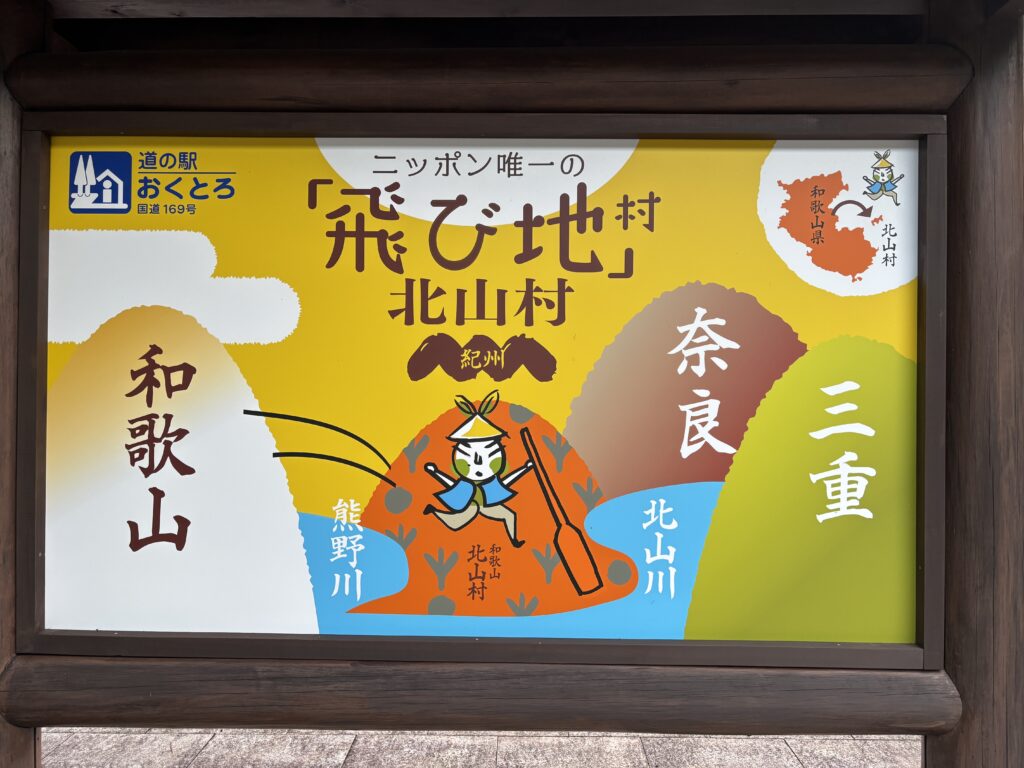 道の駅
おくとろ
国道169号
ニッポン唯一の
「飛び地村」
北山村
紀州
和歌山県
北山村
和歌山
奈良
三重
熊野川
北山川
和歌山
北山村